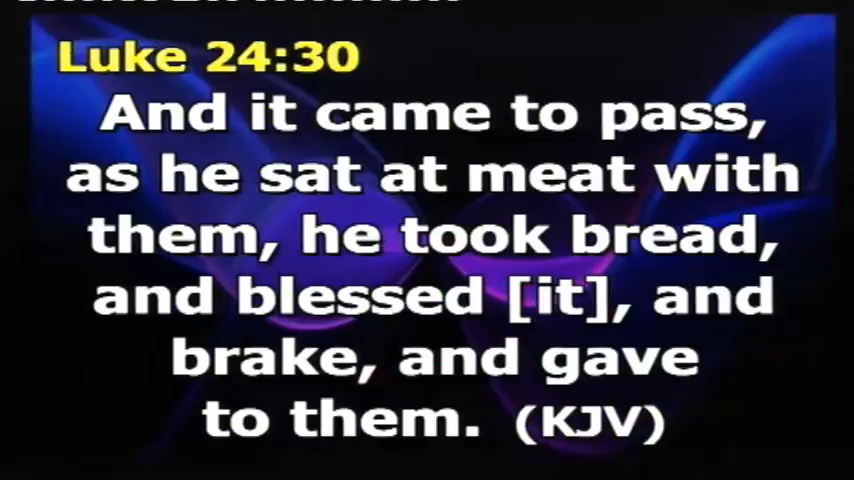 Luke 24:30
And it came to pass,
as he sat at meat with
them, he took bread,
and blessed [it], and
brake, and gave
to them. (KJV)